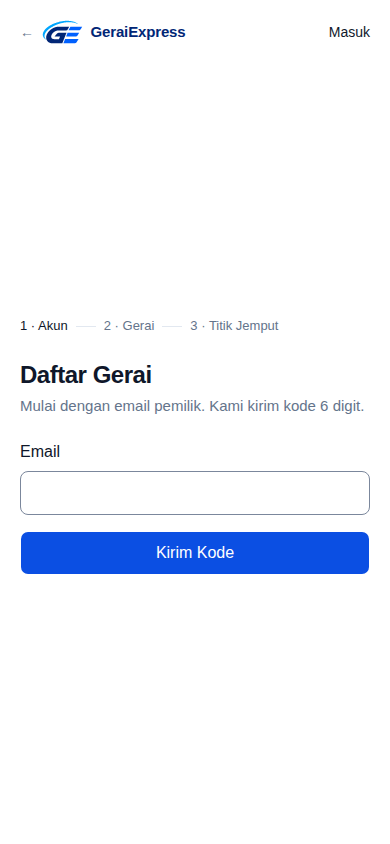 ← GE GeraiExpress Masuk
1 · Akun 2 · Gerai 3 · Titik Jemput
Daftar Gerai
Mulai dengan email pemilik. Kami kirim kode 6 digit.
Email
Kirim Kode